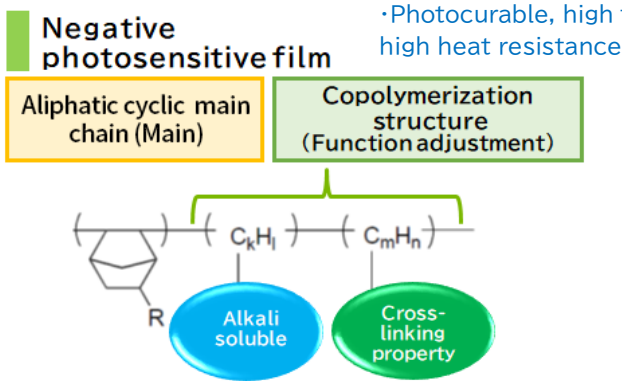 Negative
photosensitive film
・Photocurable, high
high heat resistance
Aliphatic cyclic main
chain (Main)
Copolymerization
structure
(Function adjustment)
CkHl
CmHn
R
Alkali
soluble
Cross-
linking
property